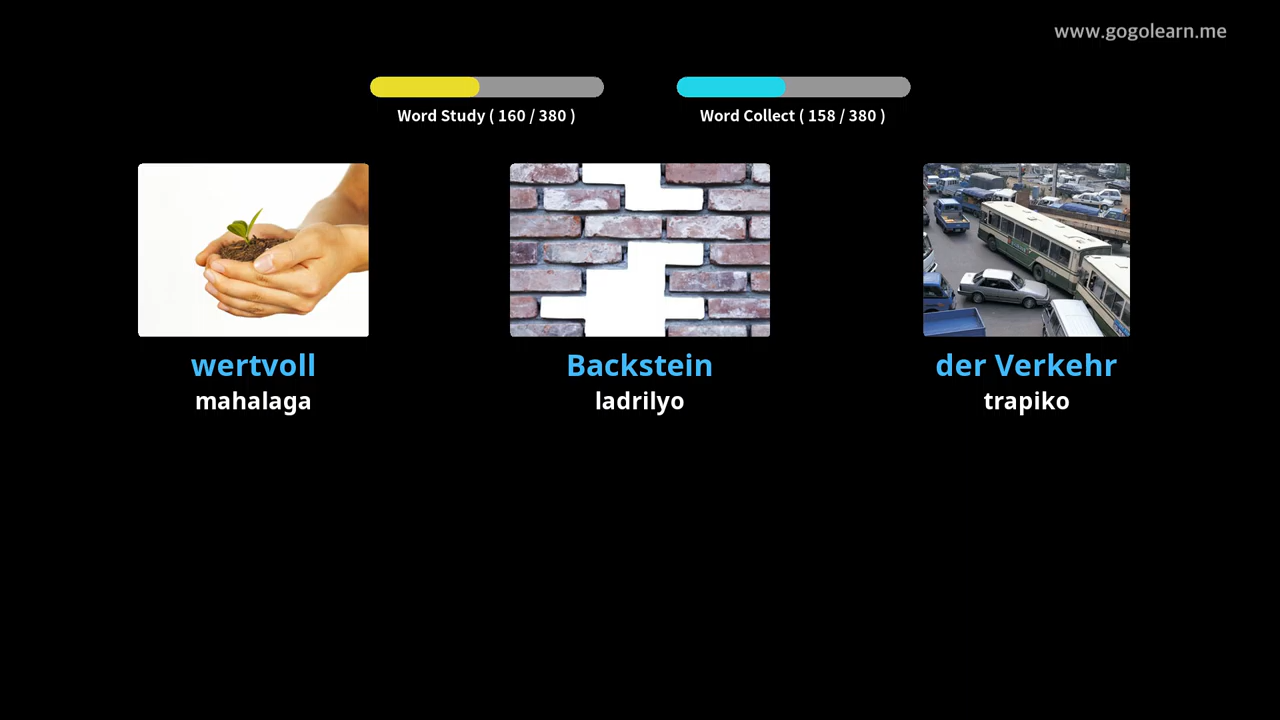 www.gogolearn.me
Word Study ( 160 / 380 )
Word Collect ( 158 / 380 )
wertvoll
mahalaga
Backstein
ladrilyo
der Verkehr
trapiko